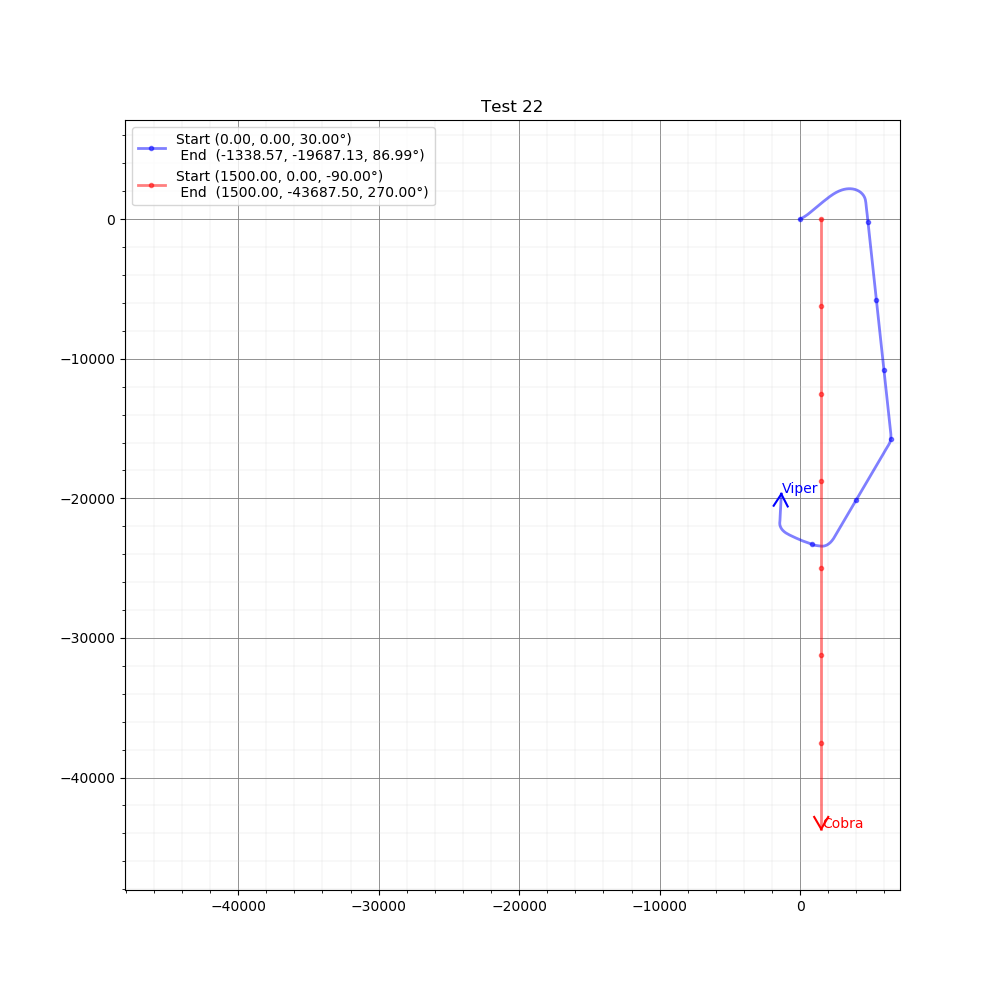 Test 22
Start (0.00, 0.00, 30.00°)
End (-1338.57, -19687.13, 86.99°)
Start (1500.00, 0.00, -90.00°)
End (1500.00, -43687.50, 270.00°)
0
−10000
−20000
−30000
−40000
Viper
Cobra
−40000 −30000 −20000 −10000 0